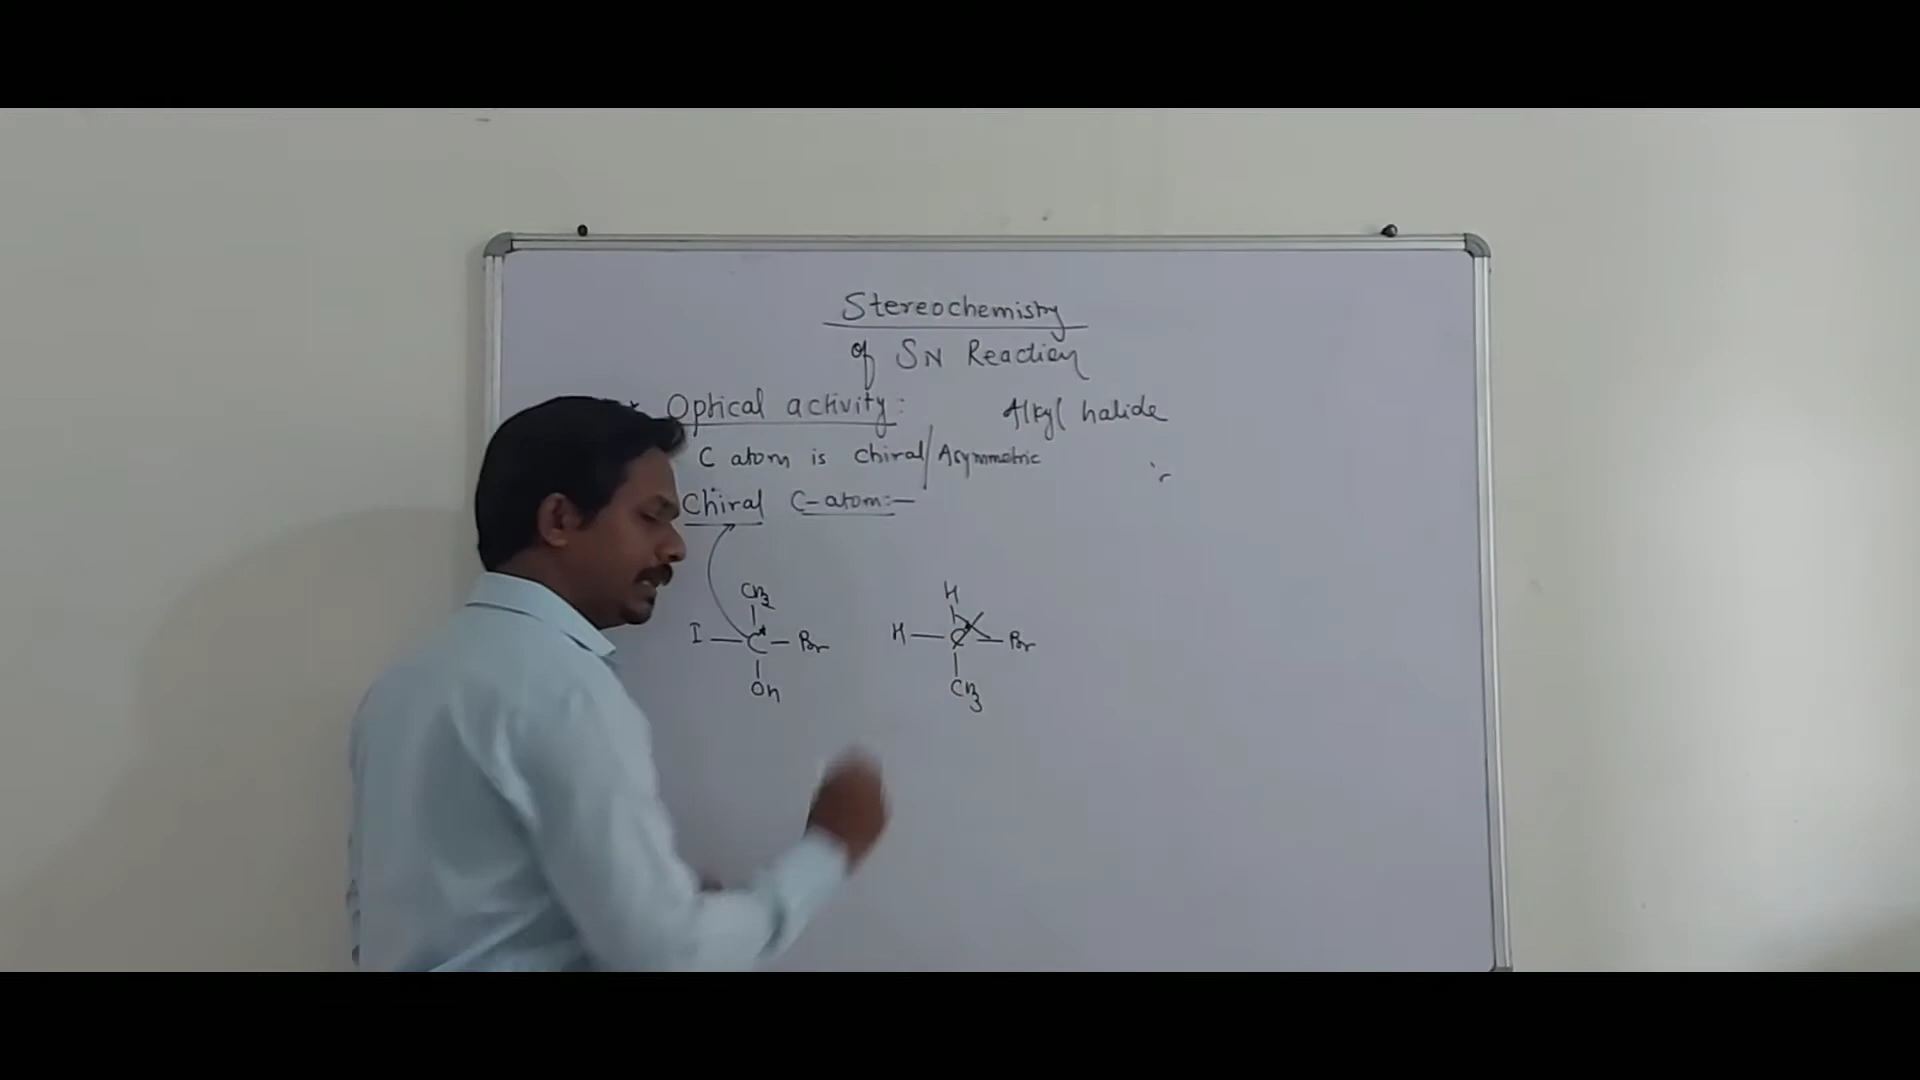 Stereochemistry
of SN Reaction
Optical activity: Alkyl halide
C atom is chiral/Asymmetric
Chiral C-atom:-
CH3 H
I C* Br H C Br
OH CH3